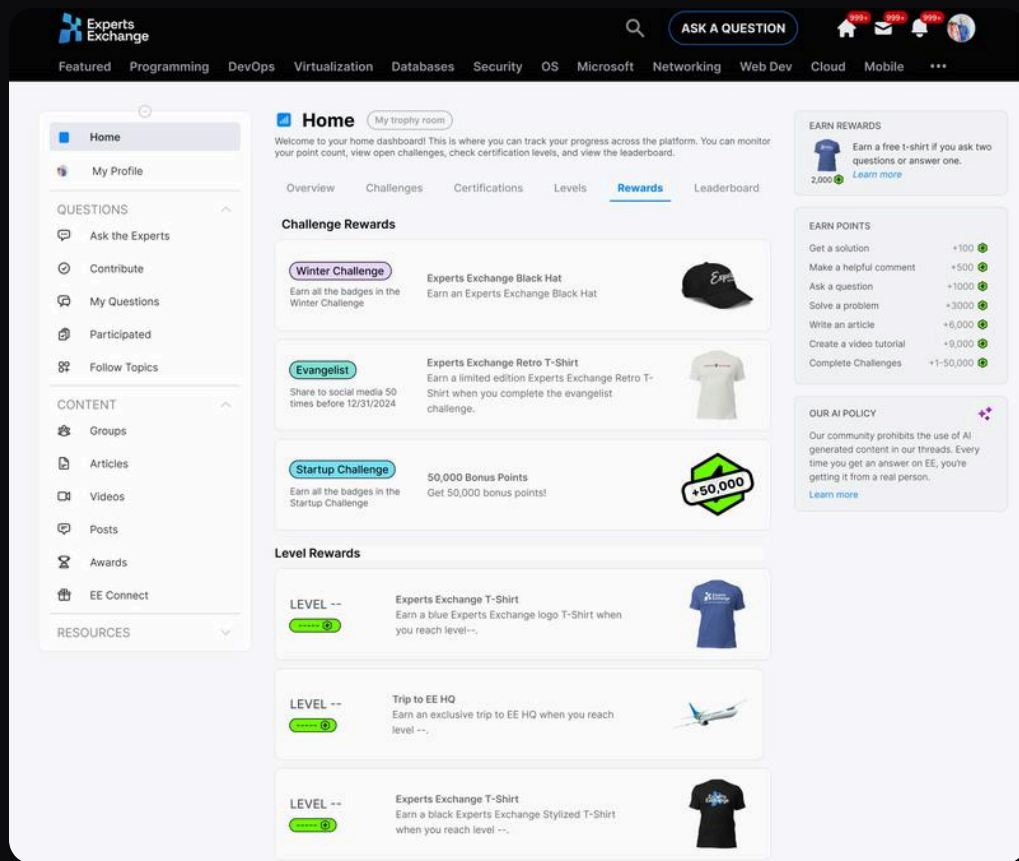 Experts
Exchange
ASK A QUESTION
999+
999+
999+
Featured Programming DevOps Virtualization Databases Security OS Microsoft Networking Web Dev Cloud Mobile
Home
My Profile
QUESTIONS
Ask the Experts
Contribute
My Questions
Participated
Follow Topics
CONTENT
Groups
Articles
Videos
Posts
Awards
EE Connect
RESOURCES
Home
My trophy room
Welcome to your home dashboard! This is where you can track your progress across the platform. You can monitor
your point count, view open challenges, check certification levels, and view the leaderboard.
Overview Challenges Certifications Levels Rewards Leaderboard
Challenge Rewards
Winter Challenge
Earn all the badges in the
Winter Challenge
Experts Exchange Black Hat
Earn an Experts Exchange Black Hat
Evangelist
Share to social media 50
times before 12/31/2024
Experts Exchange Retro T-Shirt
Earn a limited edition Experts Exchange Retro T-
Shirt when you complete the evangelist
challenge.
Startup Challenge
Earn all the badges in the
Startup Challenge
50,000 Bonus Points
Get 50,000 bonus points!
+50,000
Level Rewards
LEVEL --
-----
Experts Exchange T-Shirt
Earn a blue Experts Exchange logo T-Shirt when
you reach level--.
Experts
Exchange
LEVEL --
-----
Trip to EE HQ
Earn an exclusive trip to EE HQ when you reach
level --.
LEVEL --
-----
Experts Exchange T-Shirt
Earn a black Experts Exchange Stylized T-Shirt
when you reach level --.
Experts
Exchange
EARN REWARDS
Earn a free t-shirt if you ask two
questions or answer one.
Learn more
2,000
EARN POINTS
Get a solution +100
Make a helpful comment +500
Ask a question +1000
Solve a problem +3000
Write an article +6,000
Create a video tutorial +9,000
Complete Challenges +1-50,000
OUR AI POLICY
Our community prohibits the use of AI
generated content in our threads. Every
time you get an answer on EE, you're
getting it from a real person.
Learn more